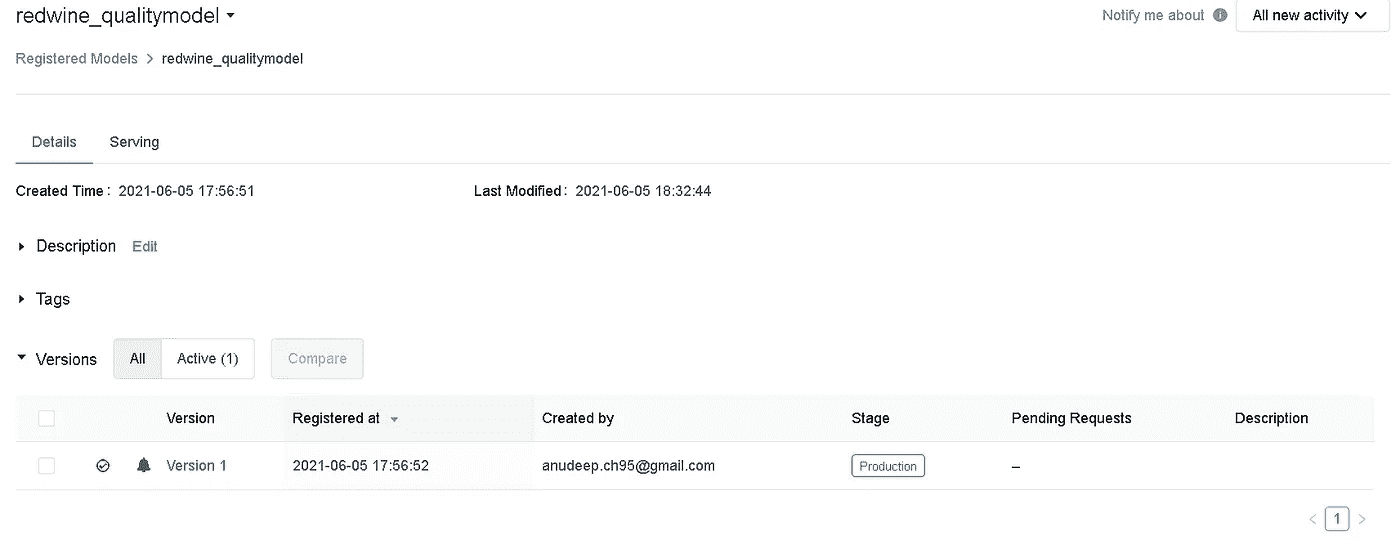 redwine_qualitymodel
Notify me about All new activity
Registered Models > redwine_qualitymodel
Details Serving
Created Time : 2021-06-05 17:56:51 Last Modified : 2021-06-05 18:32:44
Description Edit
Tags
Versions All Active (1) Compare
Version Registered at Created by Stage Pending Requests Description
Version 1 2021-06-05 17:56:52 anudeep.ch95@gmail.com Production –
< 1 >